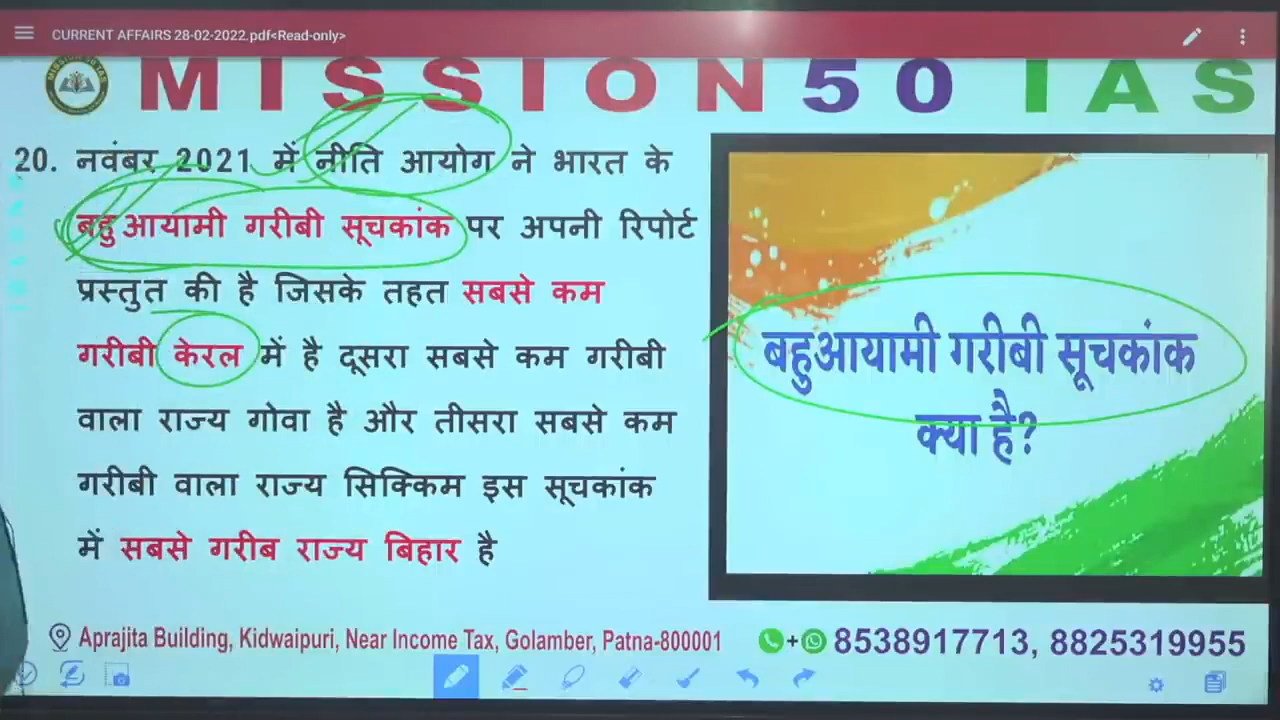 CURRENT AFFAIRS 28-02-2022.pdf<Read-only>
MISSION 50 IAS
20. नवंबर 2021 में नीति आयोग ने भारत के
बहुआयामी गरीबी सूचकांक पर अपनी रिपोर्ट
प्रस्तुत की है जिसके तहत सबसे कम
गरीबी केरल में है दूसरा सबसे कम गरीबी
वाला राज्य गोवा है और तीसरा सबसे कम
गरीबी वाला राज्य सिक्किम इस सूचकांक
में सबसे गरीब राज्य बिहार है
बहुआयामी गरीबी सूचकांक
क्या है?
Aprajita Building, Kidwaipuri, Near Income Tax, Golamber, Patna-800001
+ 8538917713, 8825319955